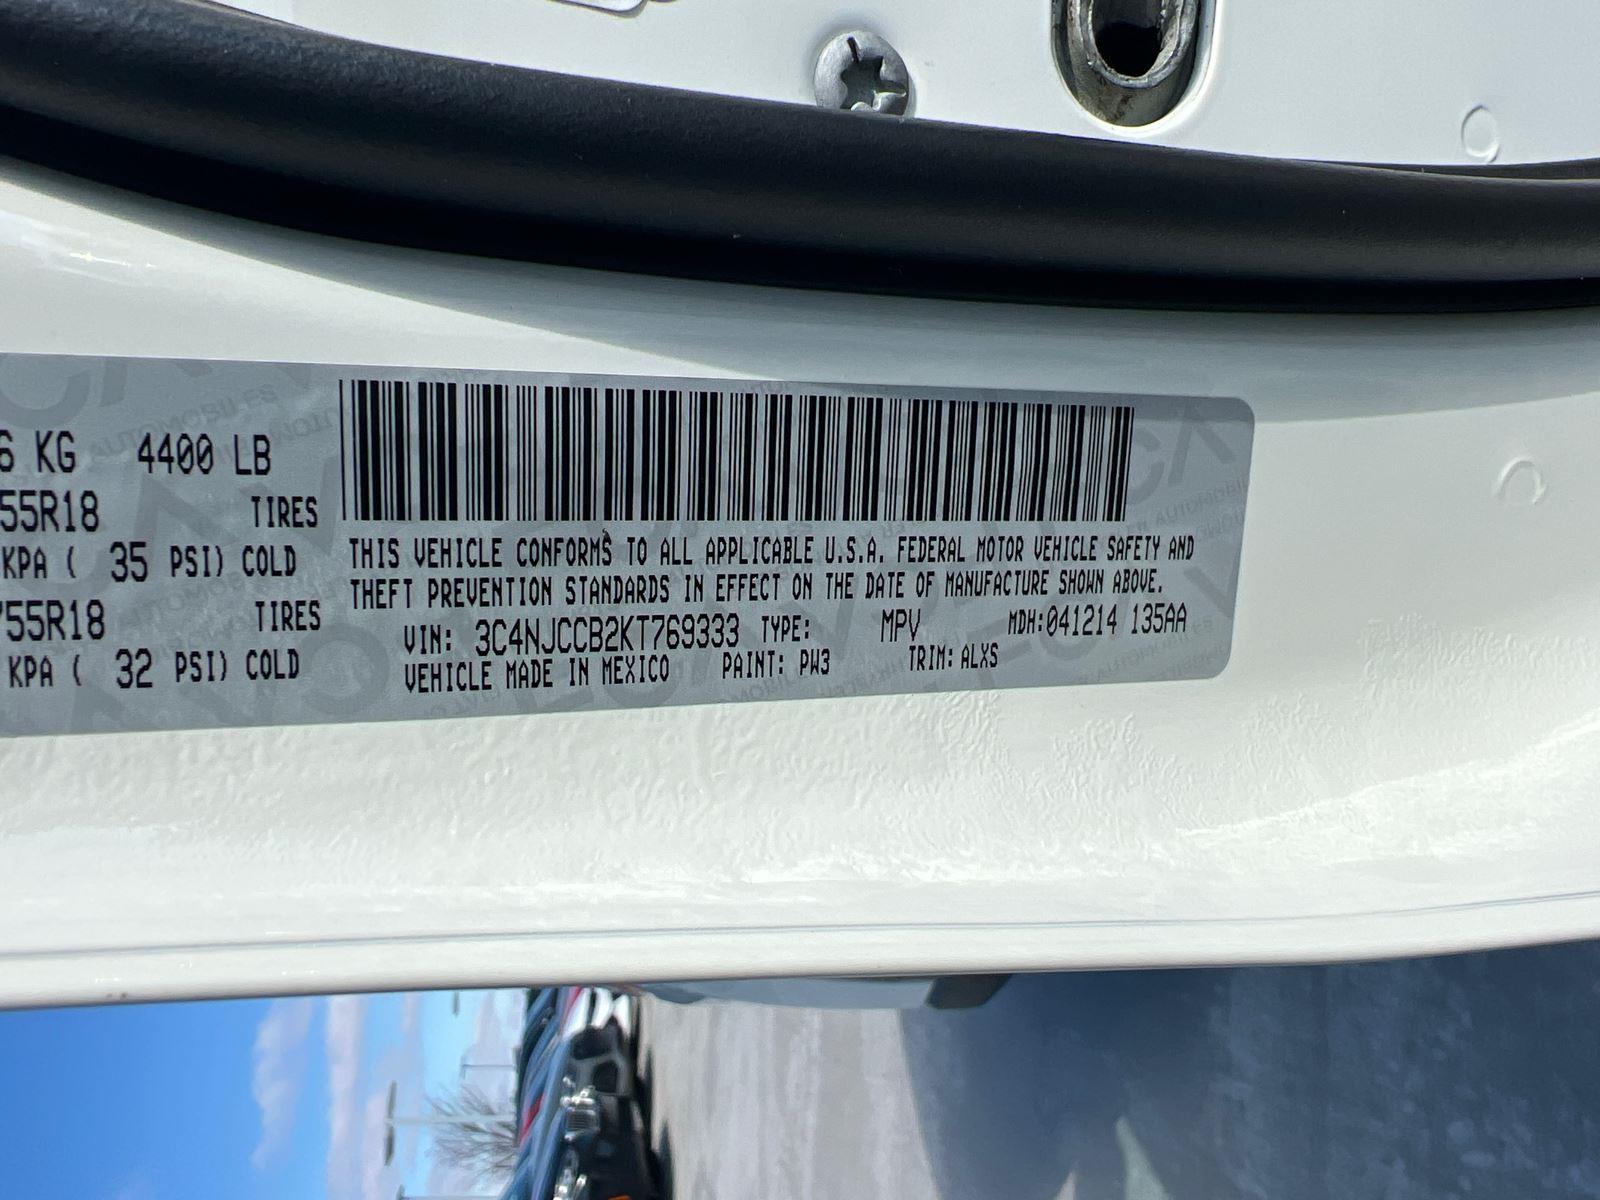 6 KG 4400 LB
55R18 TIRES
KPA ( 35 PSI) COLD
55R18 TIRES
KPA ( 32 PSI) COLD
THIS VEHICLE CONFORMS TO ALL APPLICABLE U.S.A. FEDERAL MOTOR VEHICLE SAFETY AND
THEFT PREVENTION STANDARDS IN EFFECT ON THE DATE OF MANUFACTURE SHOWN ABOVE.
VIN: 3C4NJCCB2KT769333 TYPE: MPV MDH:041214 135AA
VEHICLE MADE IN MEXICO PAINT: PW3 TRIM: ALXS